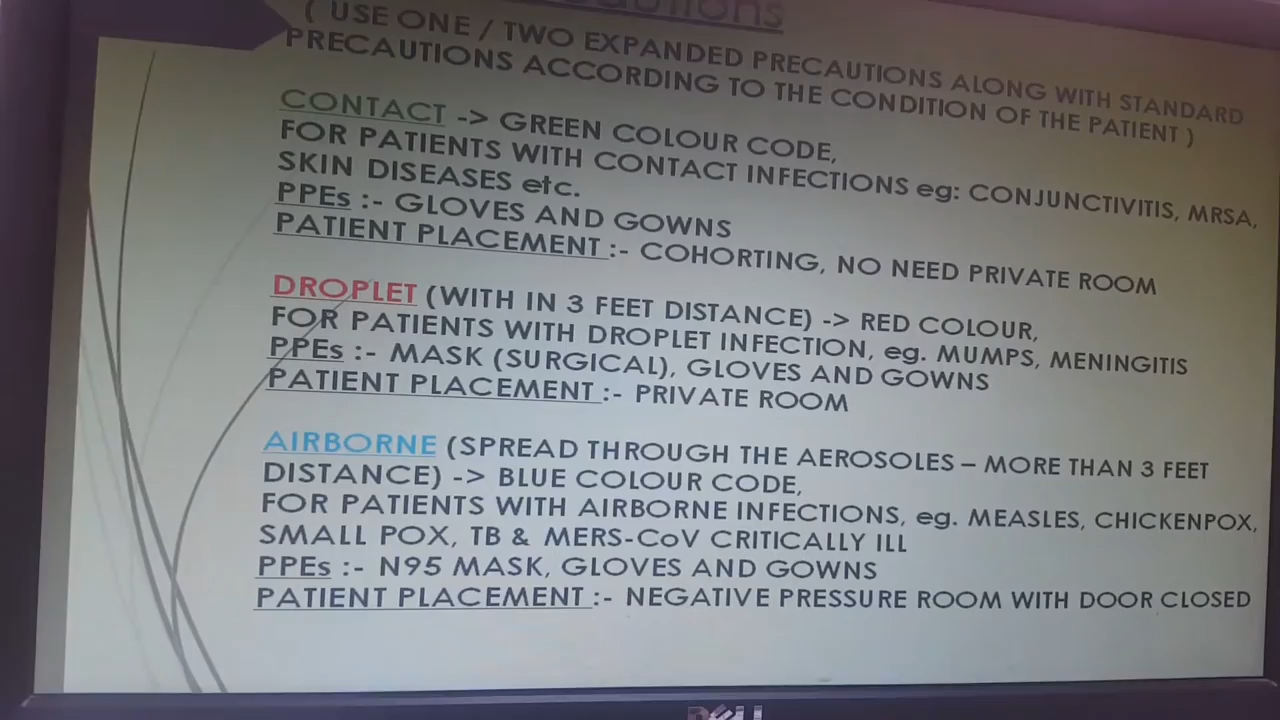 ( USE ONE / TWO EXPANDED PRECAUTIONS ALONG WITH STANDARD
PRECAUTIONS ACCORDING TO THE CONDITION OF THE PATIENT )
CONTACT -> GREEN COLOUR CODE,
FOR PATIENTS WITH CONTACT INFECTIONS eg: CONJUNCTIVITIS, MRSA,
SKIN DISEASES etc.
PPEs :- GLOVES AND GOWNS
PATIENT PLACEMENT :- COHORTING, NO NEED PRIVATE ROOM
DROPLET (WITH IN 3 FEET DISTANCE) -> RED COLOUR,
FOR PATIENTS WITH DROPLET INFECTION, eg. MUMPS, MENINGITIS
PPEs :- MASK (SURGICAL), GLOVES AND GOWNS
PATIENT PLACEMENT :- PRIVATE ROOM
AIRBORNE (SPREAD THROUGH THE AEROSOLES – MORE THAN 3 FEET
DISTANCE) -> BLUE COLOUR CODE,
FOR PATIENTS WITH AIRBORNE INFECTIONS, eg. MEASLES, CHICKENPOX,
SMALL POX, TB & MERS-CoV CRITICALLY ILL
PPEs :- N95 MASK, GLOVES AND GOWNS
PATIENT PLACEMENT :- NEGATIVE PRESSURE ROOM WITH DOOR CLOSED
DELL